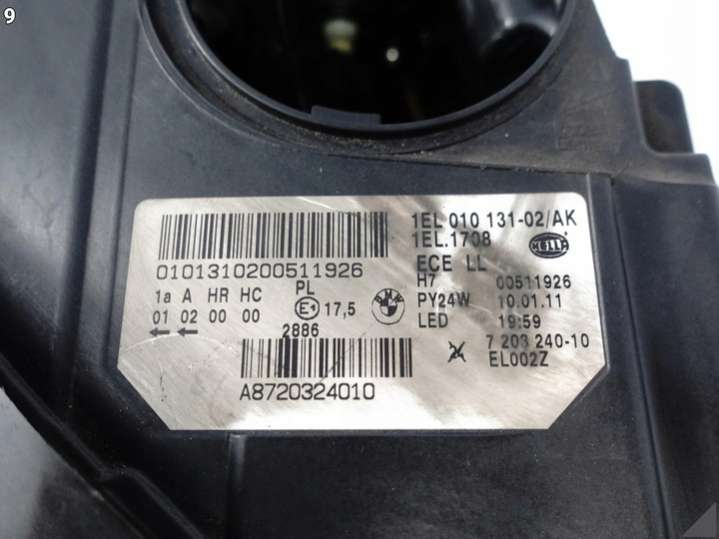 9
1EL 010 131-02/AK
1EL.1708
HELLA
0101310200511926
ECE LL
H7 00511926
1a A HR HC PL
01 02 00 00 E1 17,5
PY24W 10.01.11
2886
LED 19:59
7 203 240-10
24 EL002Z
A8720324010